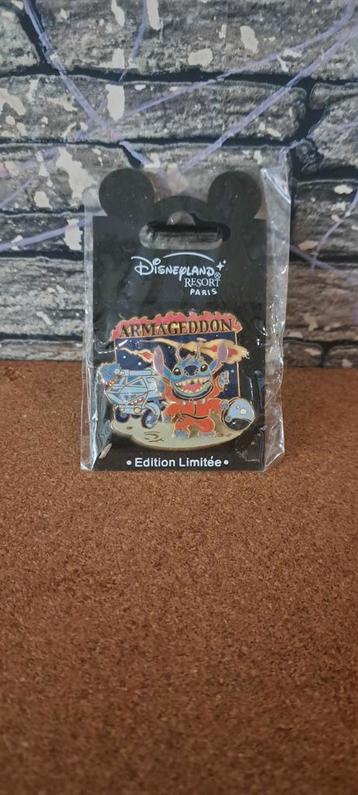 Disneyland®
RESORT
PARIS
ARMAGEDDON
• Edition Limitée •